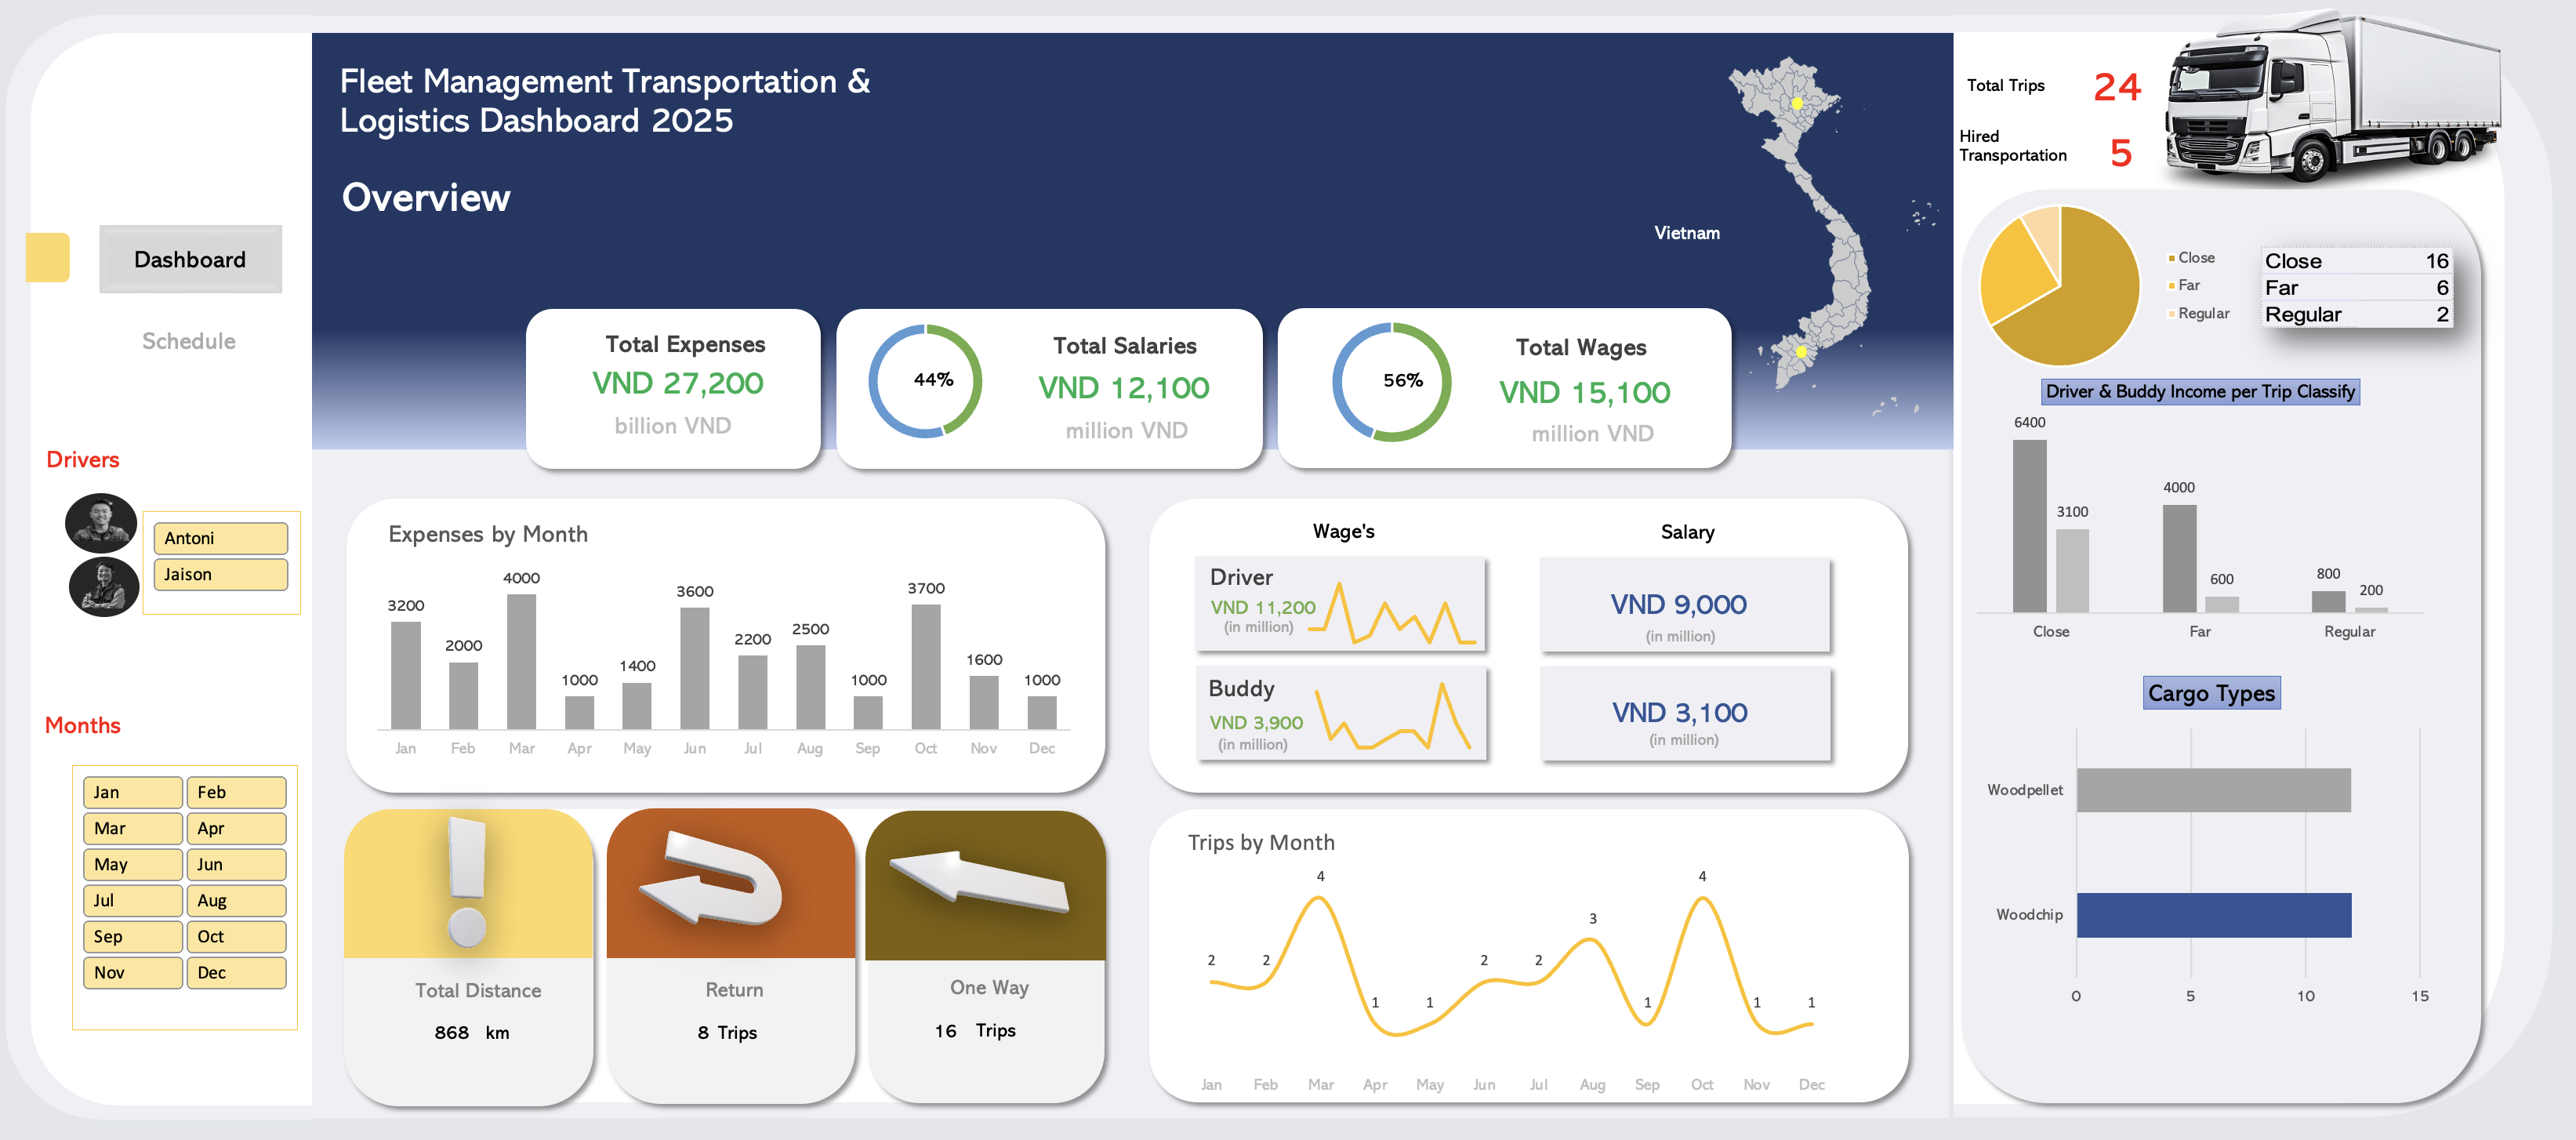 Fleet Management Transportation &
Logistics Dashboard 2025
Overview
Vietnam
Dashboard
Schedule
Drivers
Antoni
Jaison
Months
Jan Feb
Mar Apr
May Jun
Jul Aug
Sep Oct
Nov Dec
Total Expenses
VND 27,200
billion VND
44%
Total Salaries
VND 12,100
million VND
56%
Total Wages
VND 15,100
million VND
Expenses by Month
3200 2000 4000 1000 1400 3600 2200 2500 1000 3700 1600 1000
Jan Feb Mar Apr May Jun Jul Aug Sep Oct Nov Dec
Wage's
Salary
Driver
VND 11,200
(in million)
VND 9,000
(in million)
Buddy
VND 3,900
(in million)
VND 3,100
(in million)
Total Distance
868 km
Return
8 Trips
One Way
16 Trips
Trips by Month
2 2 4 1 1 2 2 3 1 4 1 1
Jan Feb Mar Apr May Jun Jul Aug Sep Oct Nov Dec
Total Trips 24
Hired
Transportation 5
Close
Far
Regular
Close 16
Far 6
Regular 2
Driver & Buddy Income per Trip Classify
6400 3100 4000 600 800 200
Close Far Regular
Cargo Types
Woodpellet
Woodchip
0 5 10 15